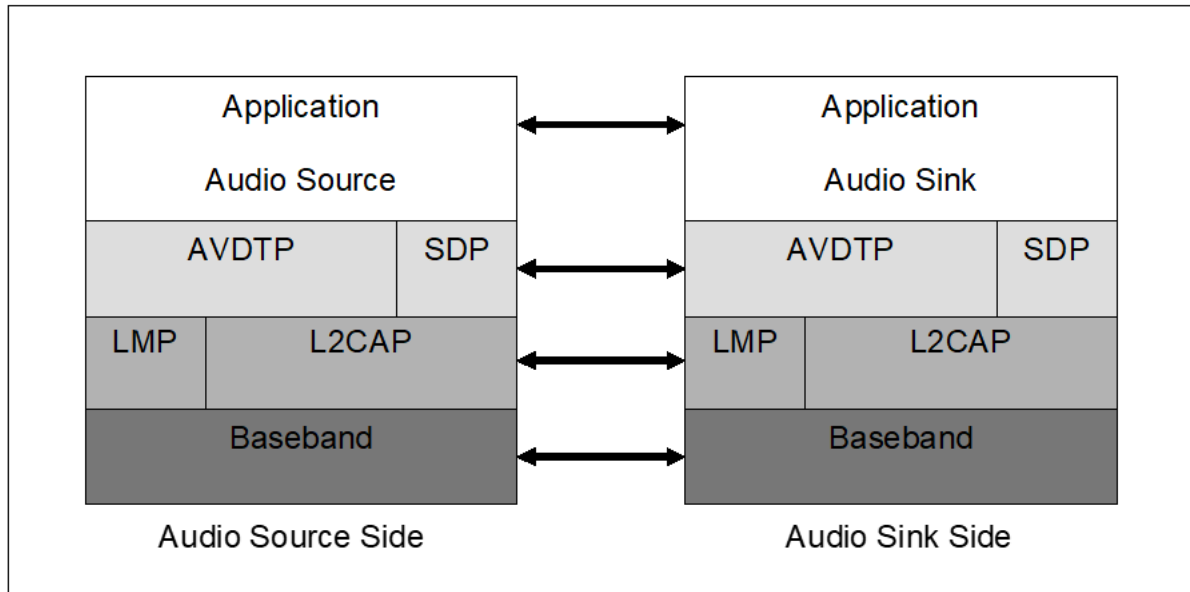 Application
Audio Source
AVDTP SDP
LMP L2CAP
Baseband
Audio Source Side
Application
Audio Sink
AVDTP SDP
LMP L2CAP
Baseband
Audio Sink Side